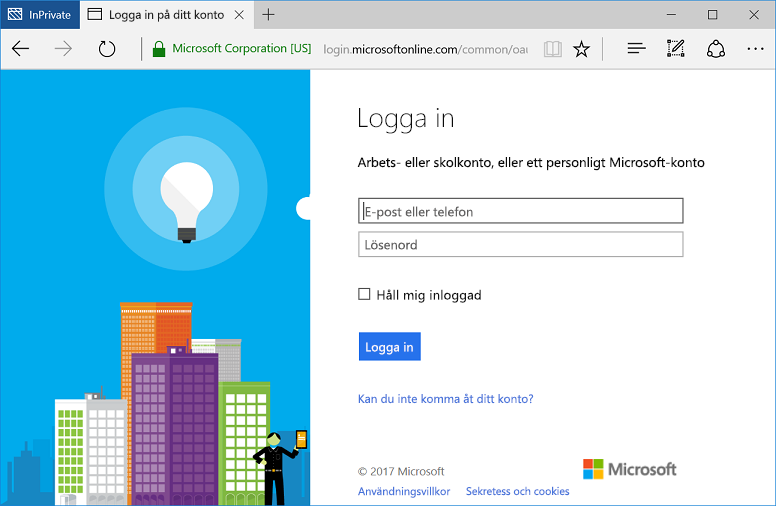 InPrivate
Logga in på ditt konto
Microsoft Corporation [US]
login.microsoftonline.com/common/oau
Logga in
Arbets- eller skolkonto, eller ett personligt Microsoft-konto
E-post eller telefon
Lösenord
Håll mig inloggad
Logga in
Kan du inte komma åt ditt konto?
© 2017 Microsoft
Microsoft
Användningsvillkor Sekretess och cookies